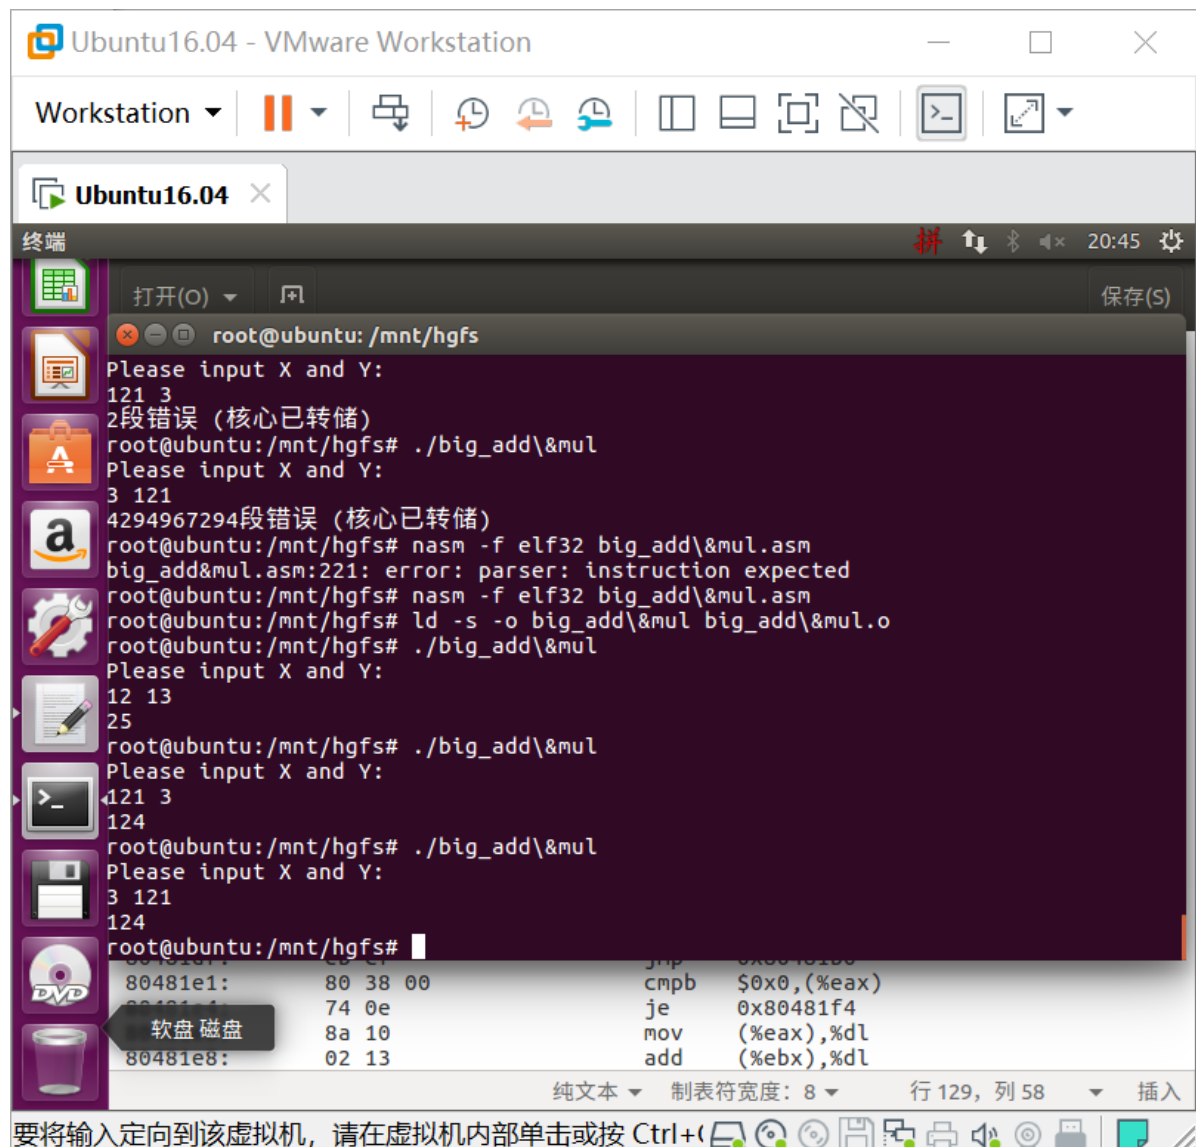 Ubuntu16.04 - VMware Workstation
Workstation
Ubuntu16.04
终端
拼
20:45
打开(O)
保存(S)
root@ubuntu: /mnt/hgfs
Please input X and Y:
121 3
2段错误 (核心已转储)
root@ubuntu:/mnt/hgfs# ./big_add\&mul
Please input X and Y:
3 121
4294967294段错误 (核心已转储)
root@ubuntu:/mnt/hgfs# nasm -f elf32 big_add\&mul.asm
big_add&mul.asm:221: error: parser: instruction expected
root@ubuntu:/mnt/hgfs# nasm -f elf32 big_add\&mul.asm
root@ubuntu:/mnt/hgfs# ld -s -o big_add\&mul big_add\&mul.o
root@ubuntu:/mnt/hgfs# ./big_add\&mul
Please input X and Y:
12 13
25
root@ubuntu:/mnt/hgfs# ./big_add\&mul
Please input X and Y:
121 3
124
root@ubuntu:/mnt/hgfs# ./big_add\&mul
Please input X and Y:
3 121
124
root@ubuntu:/mnt/hgfs#
80481e1: 80 38 00 cmpb $0x0,(%eax)
74 0e je 0x80481f4
软盘 磁盘
8a 10 mov (%eax),%dl
80481e8: 02 13 add (%ebx),%dl
纯文本 制表符宽度: 8 行 129, 列 58 插入
要将输入定向到该虚拟机，请在虚拟机内部单击或按 Ctrl+
DVD